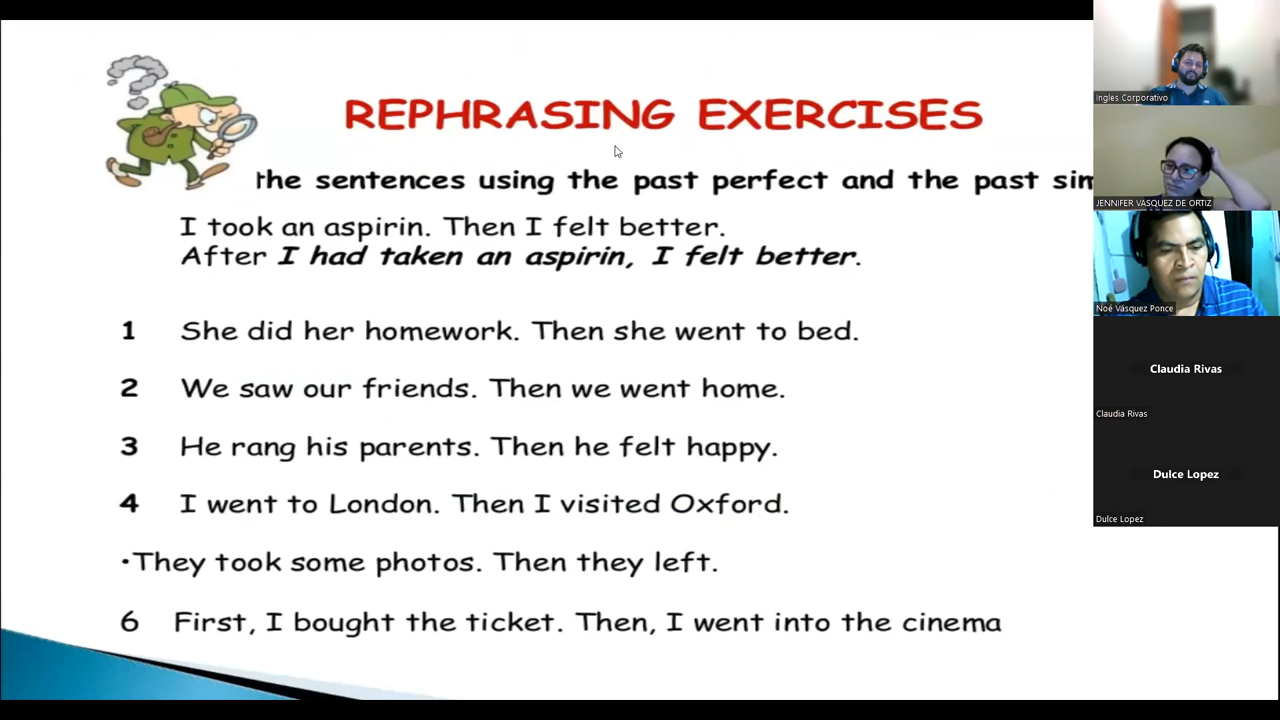 REPHRASING EXERCISES
the sentences using the past perfect and the past sim
I took an aspirin. Then I felt better.
After I had taken an aspirin, I felt better.
1 She did her homework. Then she went to bed.
2 We saw our friends. Then we went home.
3 He rang his parents. Then he felt happy.
4 I went to London. Then I visited Oxford.
•They took some photos. Then they left.
6 First, I bought the ticket. Then, I went into the cinema
Ingles Corporativo
JENNIFER VASQUEZ DE ORTIZ
Noé Vásquez Ponce
Claudia Rivas
Claudia Rivas
Dulce Lopez
Dulce Lopez